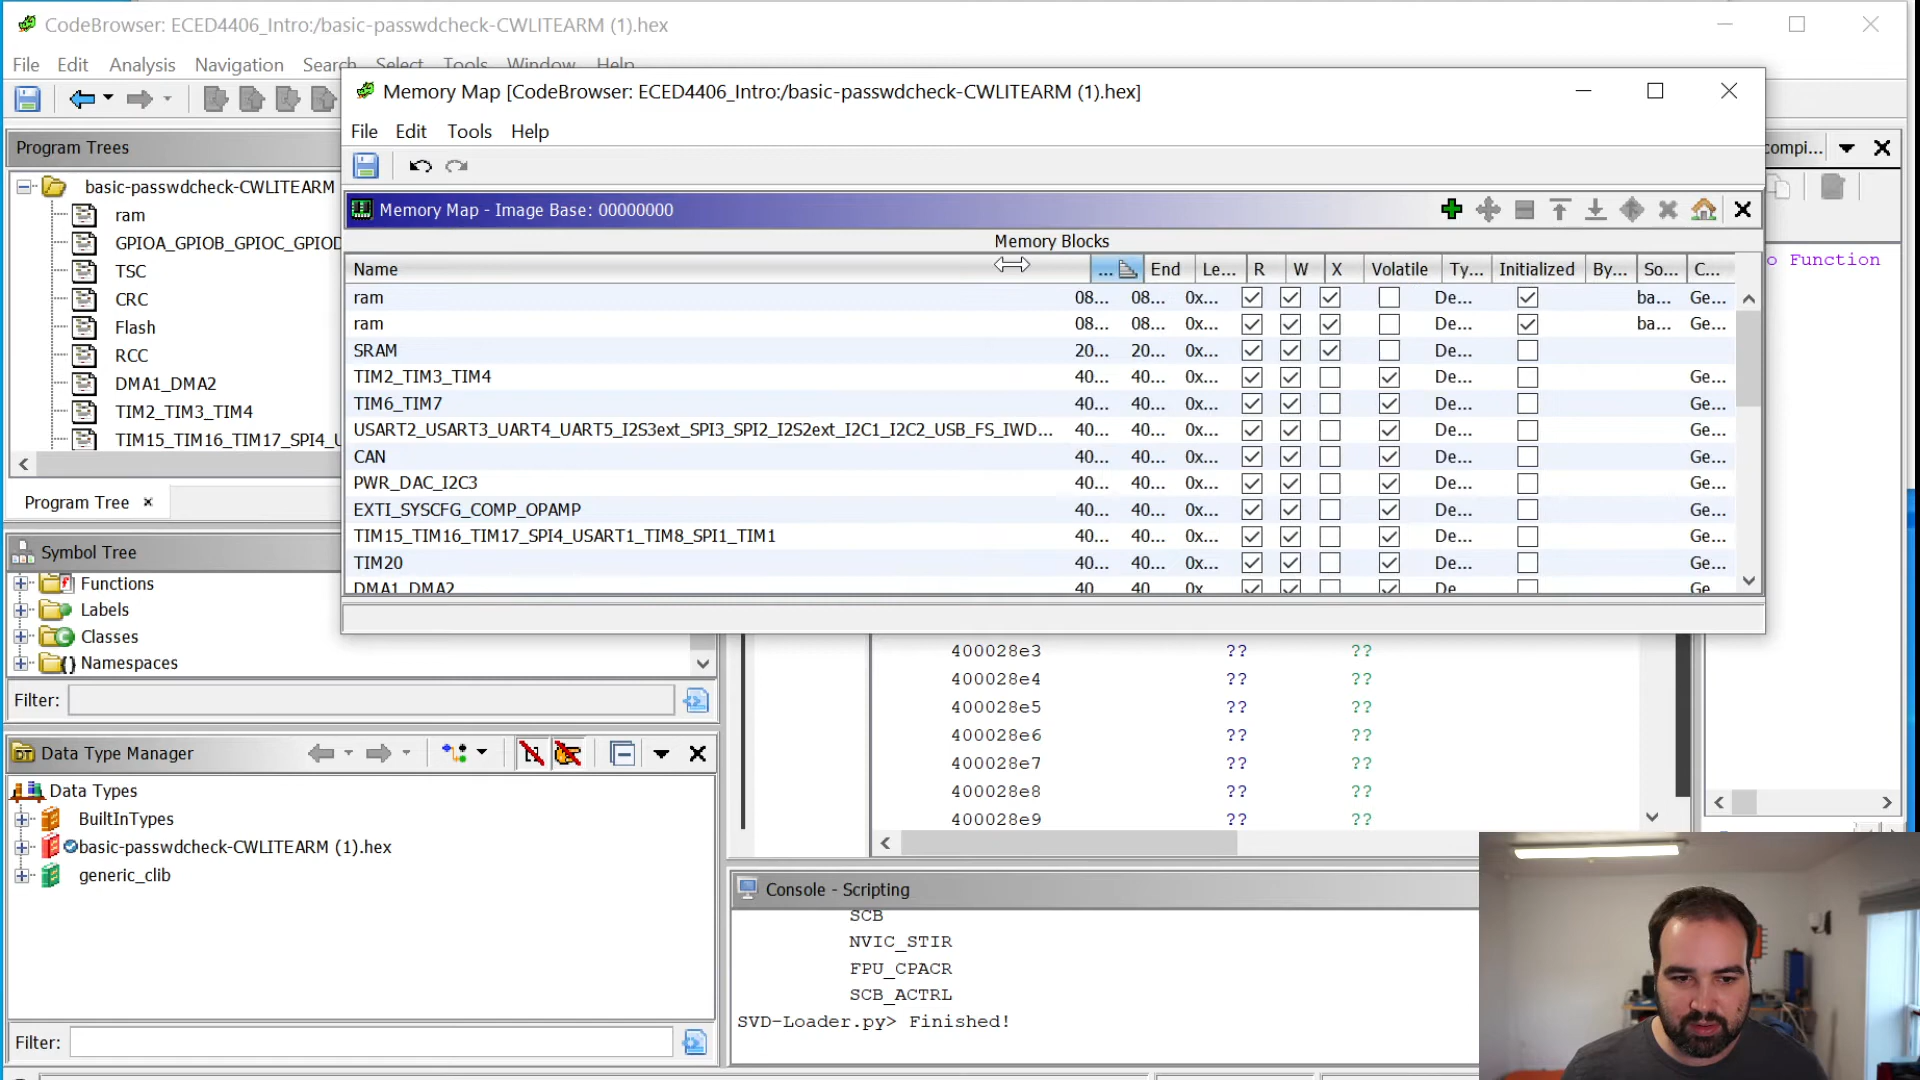 CodeBrowser: ECED4406_Intro:/basic-passwdcheck-CWLITEARM (1).hex
File Edit Analysis Navigation Search Select Tools Window Help
Program Trees
basic-passwdcheck-CWLITEARM
ram
GPIOA_GPIOB_GPIOC_GPIOD
TSC
CRC
Flash
RCC
DMA1_DMA2
TIM2_TIM3_TIM4
TIM15_TIM16_TIM17_SPI4_U
Program Tree ×
Symbol Tree
Functions
Labels
Classes
Namespaces
Filter:
Data Type Manager
Data Types
BuiltInTypes
basic-passwdcheck-CWLITEARM (1).hex
generic_clib
Filter:
Memory Map [CodeBrowser: ECED4406_Intro:/basic-passwdcheck-CWLITEARM (1).hex]
File Edit Tools Help
Memory Map - Image Base: 00000000
Memory Blocks
Name ... End Le... R W X Volatile Ty... Initialized By... So... C...
ram 08... 08... 0x... De... ba... Ge...
ram 08... 08... 0x... De... ba... Ge...
SRAM 20... 20... 0x... De...
TIM2_TIM3_TIM4 40... 40... 0x... De... Ge...
TIM6_TIM7 40... 40... 0x... De... Ge...
USART2_USART3_UART4_UART5_I2S3ext_SPI3_SPI2_I2S2ext_I2C1_I2C2_USB_FS_IWD... 40... 40... 0x... De... Ge...
CAN 40... 40... 0x... De... Ge...
PWR_DAC_I2C3 40... 40... 0x... De... Ge...
EXTI_SYSCFG_COMP_OPAMP 40... 40... 0x... De... Ge...
TIM15_TIM16_TIM17_SPI4_USART1_TIM8_SPI1_TIM1 40... 40... 0x... De... Ge...
TIM20 40... 40... 0x... De... Ge...
DMA1_DMA2 40 40 0x De Ge
compi...
o Function
400028e3 ?? ??
400028e4 ?? ??
400028e5 ?? ??
400028e6 ?? ??
400028e7 ?? ??
400028e8 ?? ??
400028e9 ?? ??
Console - Scripting
SCB
NVIC_STIR
FPU_CPACR
SCB_ACTRL
SVD-Loader.py> Finished!